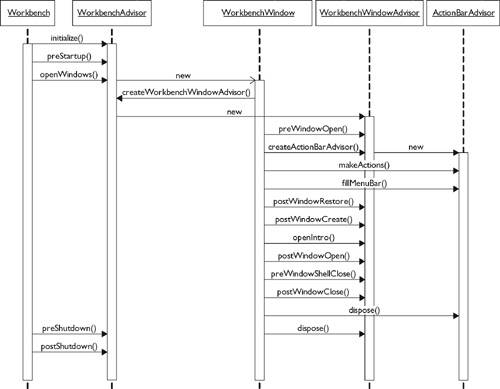 Workbench
WorkbenchAdvisor
WorkbenchWindow
WorkbenchWindowAdvisor
ActionBarAdvisor
initialize()
preStartup()
openWindows()
new
createWorkbenchWindowAdvisor()
new
preWindowOpen()
createActionBarAdvisor()
new
makeActions()
fillMenuBar()
postWindowRestore()
postWindowCreate()
openIntro()
postWindowOpen()
preWindowShellClose()
postWindowClose()
dispose()
preShutdown()
dispose()
postShutdown()